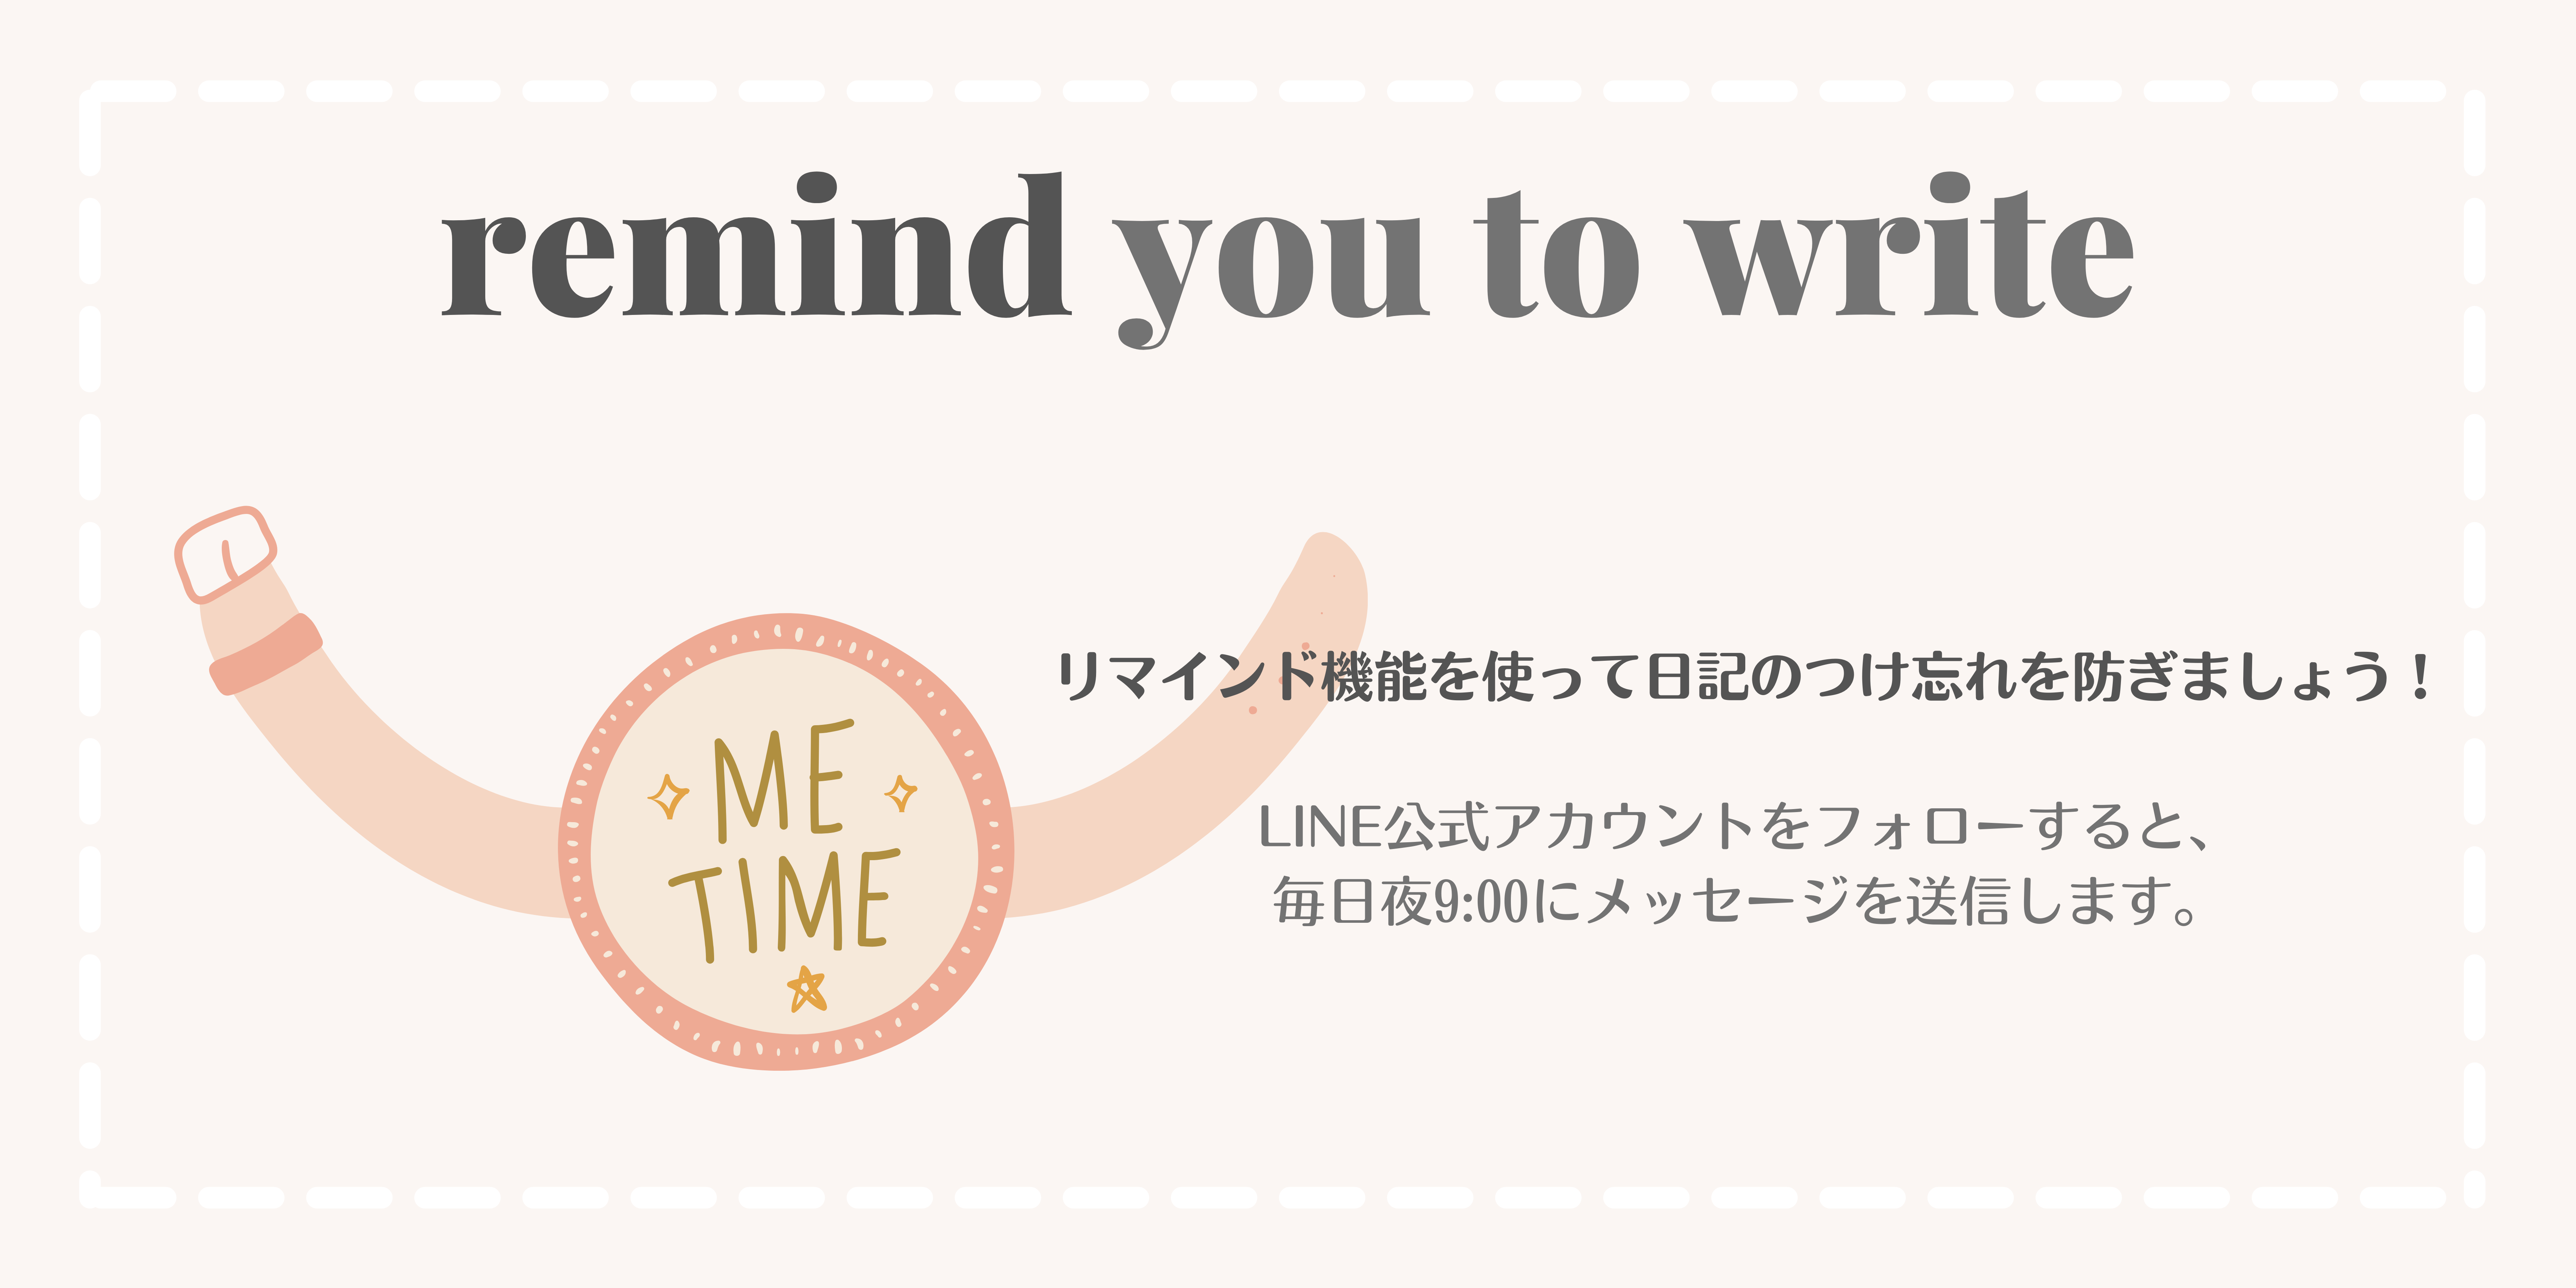 remind you to write
リマインド機能を使って日記のつけ忘れを防ぎましょう！
ME
TIME
LINE公式アカウントをフォローすると、
毎日夜9:00にメッセージを送信します。